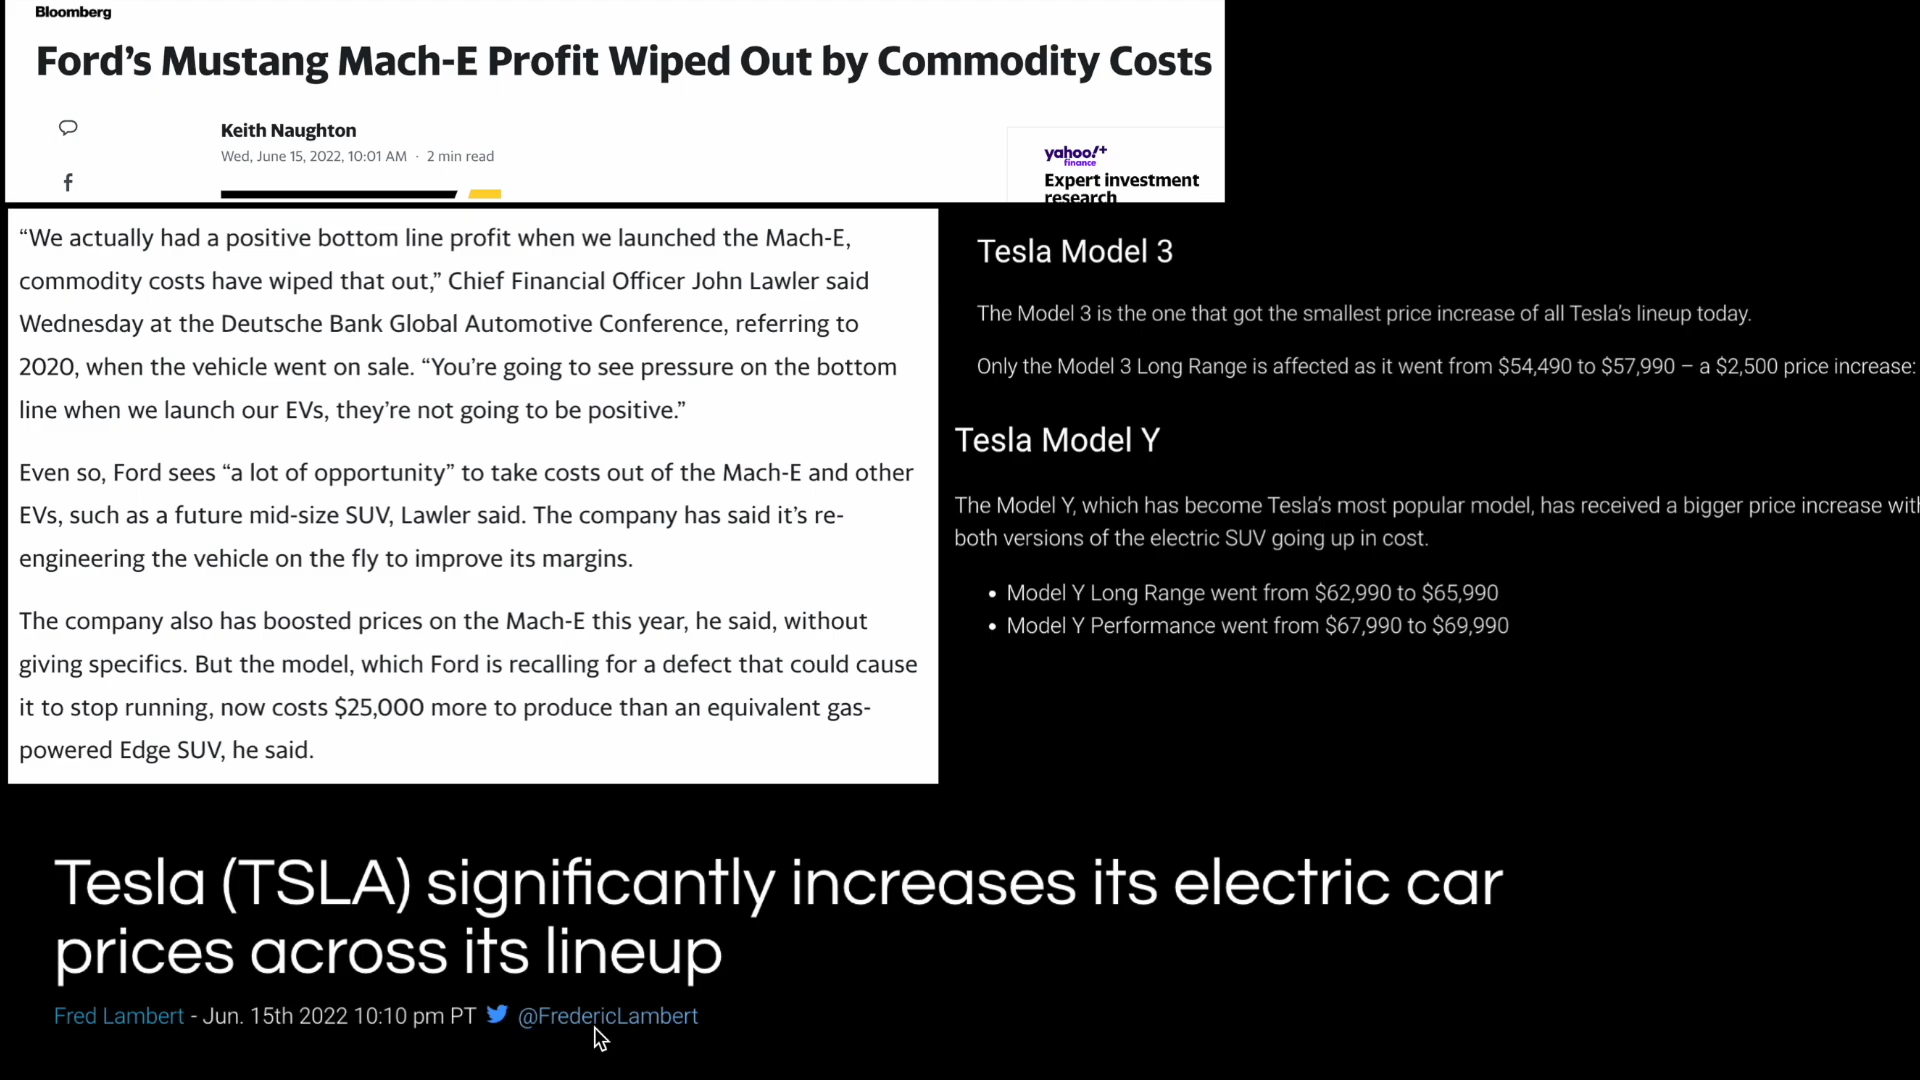 Bloomberg
Ford’s Mustang Mach-E Profit Wiped Out by Commodity Costs
Keith Naughton
Wed, June 15, 2022, 10:01 AM · 2 min read
yahoo!+
finance
Expert investment
research
“We actually had a positive bottom line profit when we launched the Mach-E,
commodity costs have wiped that out,” Chief Financial Officer John Lawler said
Wednesday at the Deutsche Bank Global Automotive Conference, referring to
2020, when the vehicle went on sale. “You’re going to see pressure on the bottom
line when we launch our EVs, they’re not going to be positive.”
Even so, Ford sees “a lot of opportunity” to take costs out of the Mach-E and other
EVs, such as a future mid-size SUV, Lawler said. The company has said it’s re-
engineering the vehicle on the fly to improve its margins.
The company also has boosted prices on the Mach-E this year, he said, without
giving specifics. But the model, which Ford is recalling for a defect that could cause
it to stop running, now costs $25,000 more to produce than an equivalent gas-
powered Edge SUV, he said.
Tesla Model 3
The Model 3 is the one that got the smallest price increase of all Tesla’s lineup today.
Only the Model 3 Long Range is affected as it went from $54,490 to $57,990 – a $2,500 price increase:
Tesla Model Y
The Model Y, which has become Tesla’s most popular model, has received a bigger price increase with
both versions of the electric SUV going up in cost.
• Model Y Long Range went from $62,990 to $65,990
• Model Y Performance went from $67,990 to $69,990
Tesla (TSLA) significantly increases its electric car
prices across its lineup
Fred Lambert - Jun. 15th 2022 10:10 pm PT @FredericLambert